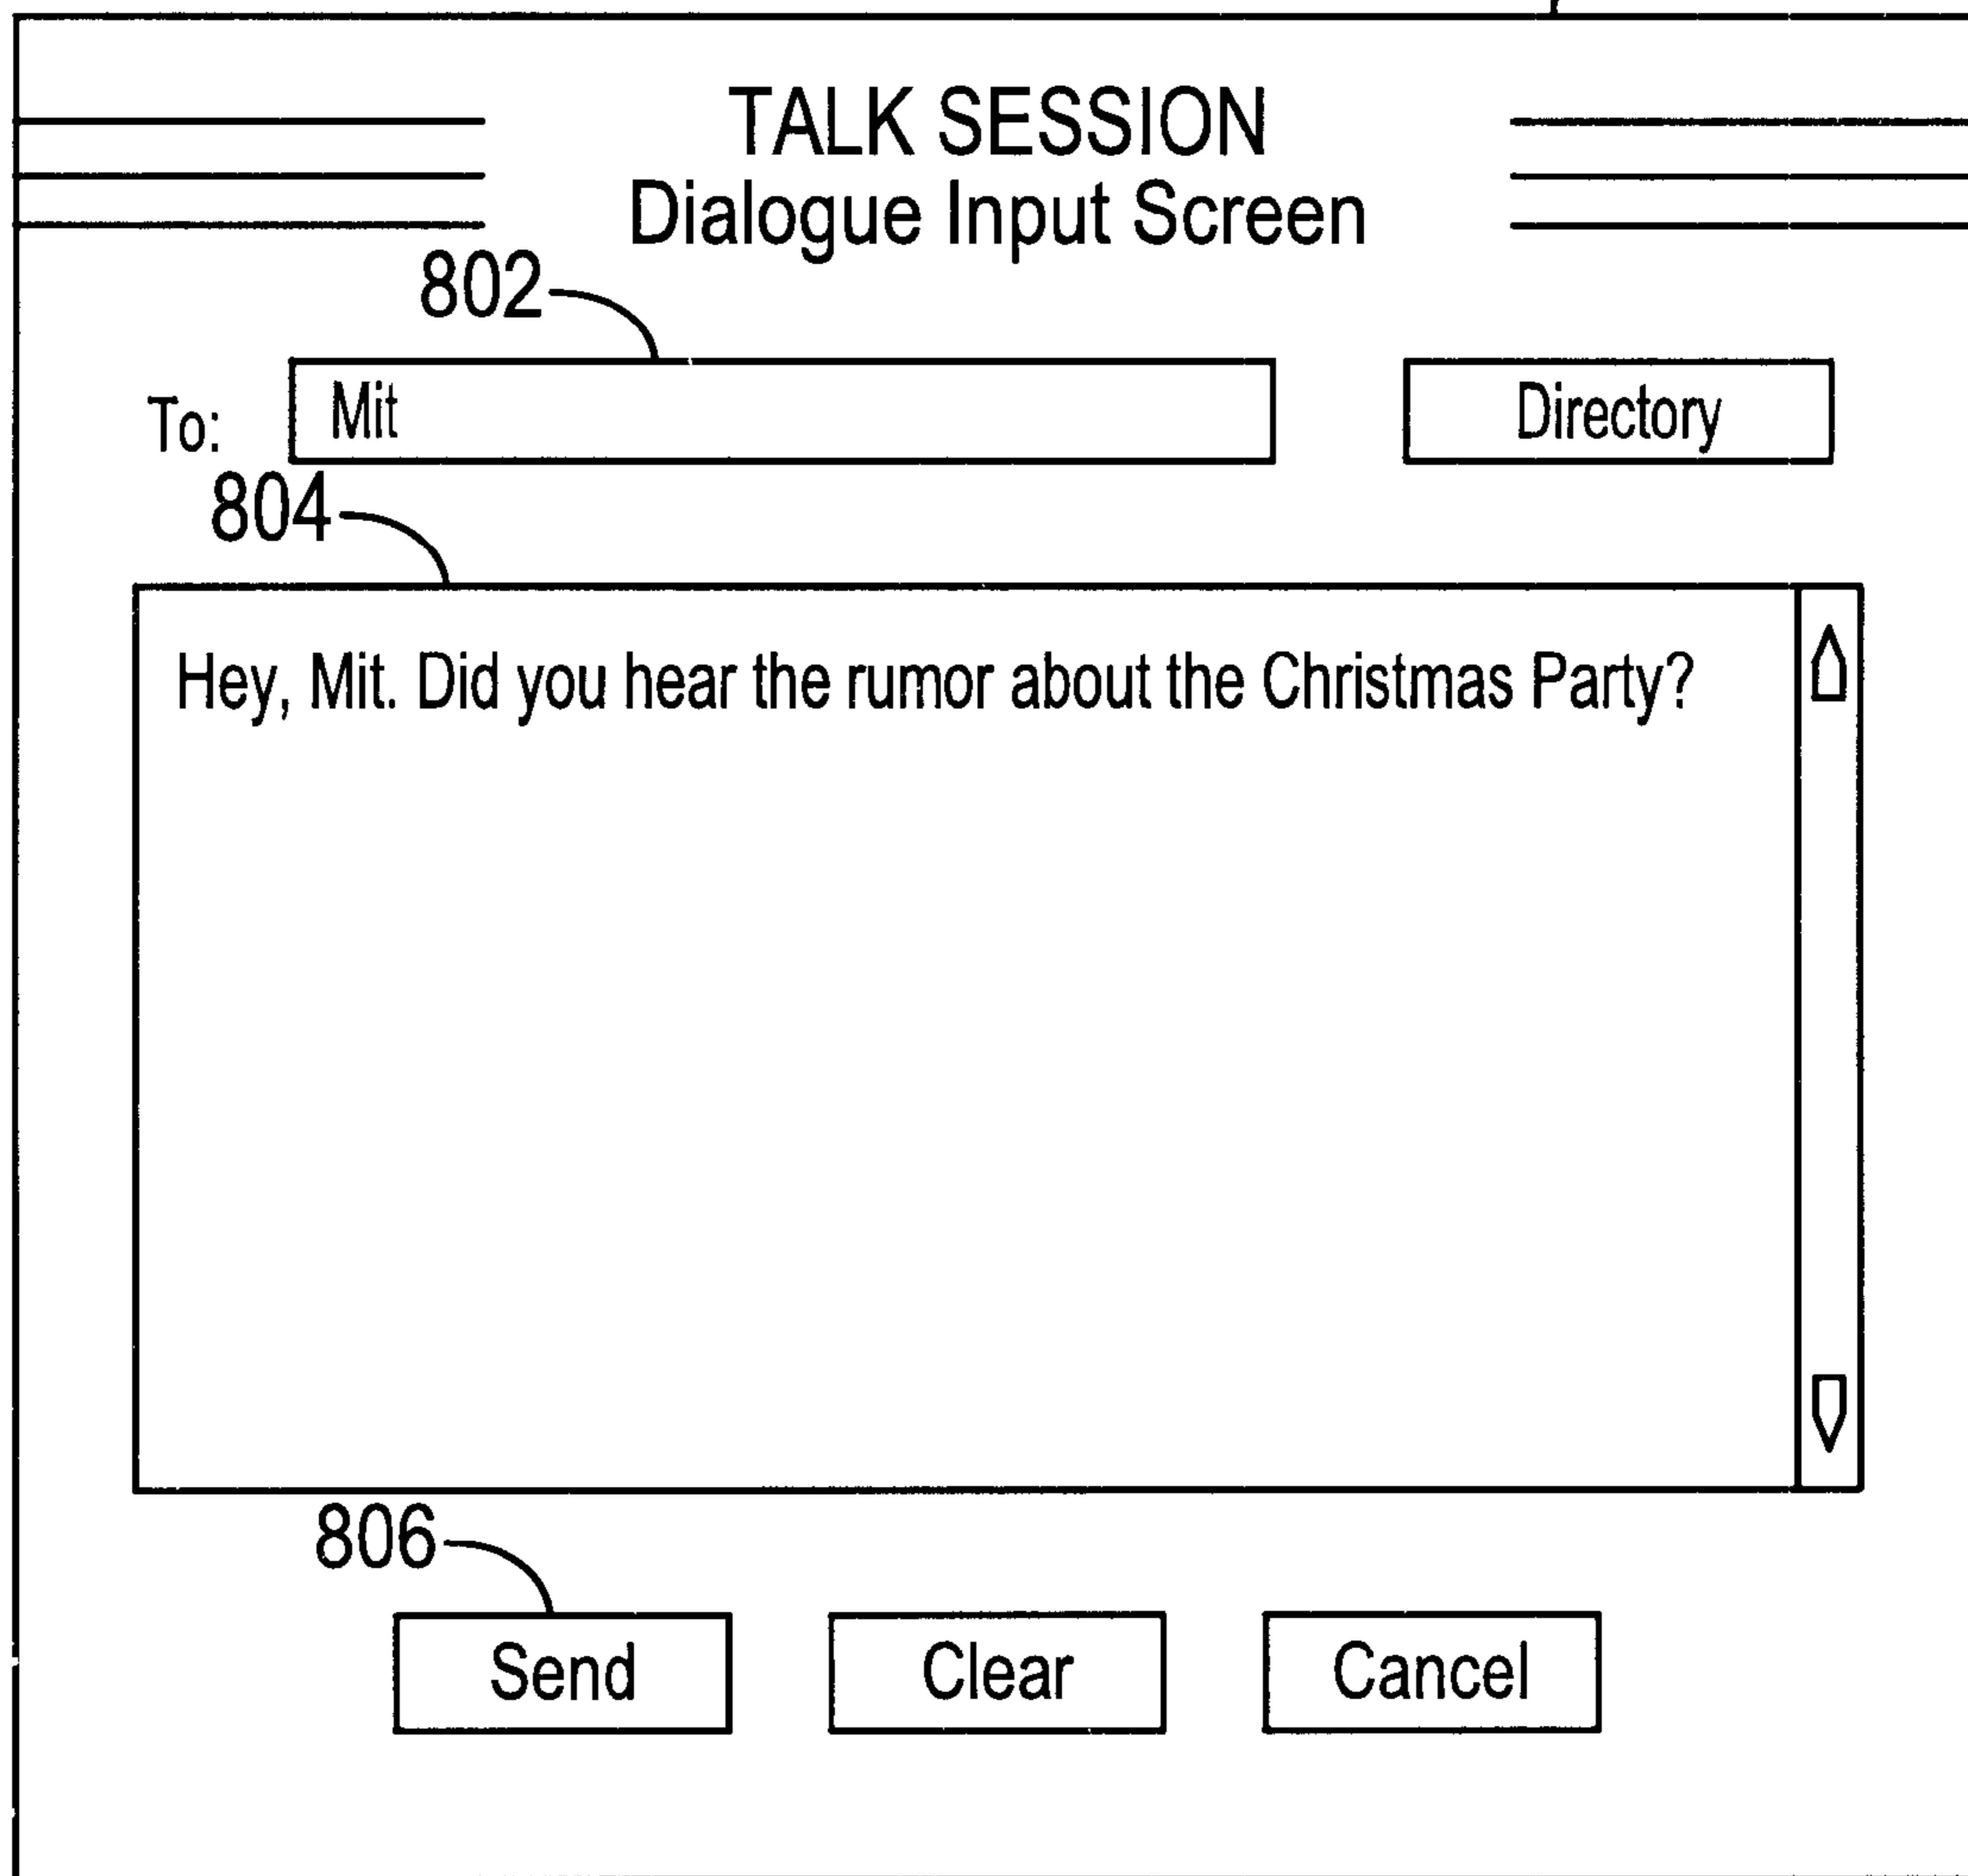 TALK SESSION
Dialogue Input Screen
802
To: Mit Directory
804
Hey, Mit. Did you hear the rumor about the Christmas Party?
806
Send Clear Cancel